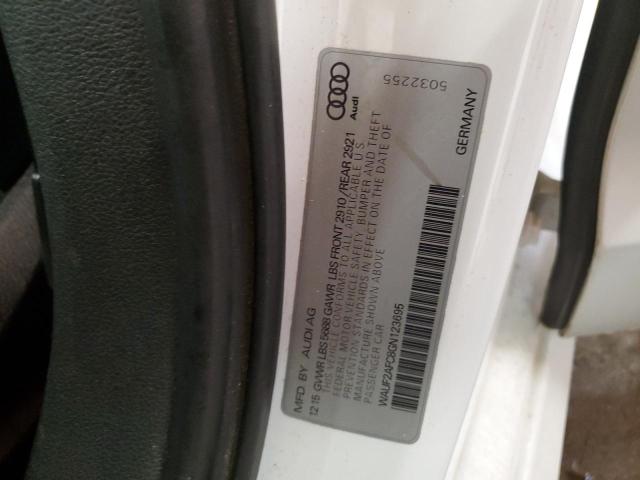 5032255
Audi
MFD. BY AUDI AG
12 15 GVWR LBS 5688 GAWR LBS FRONT 2910/REAR 2921
THIS VEHICLE CONFORMS TO ALL APPLICABLE U.S.
FEDERAL MOTOR VEHICLE SAFETY, BUMPER AND THEFT
PREVENTION STANDARDS IN EFFECT ON THE DATE OF
MANUFACTURE SHOWN ABOVE
PASSENGER CAR
WAUF2AFC8GN123695
GERMANY